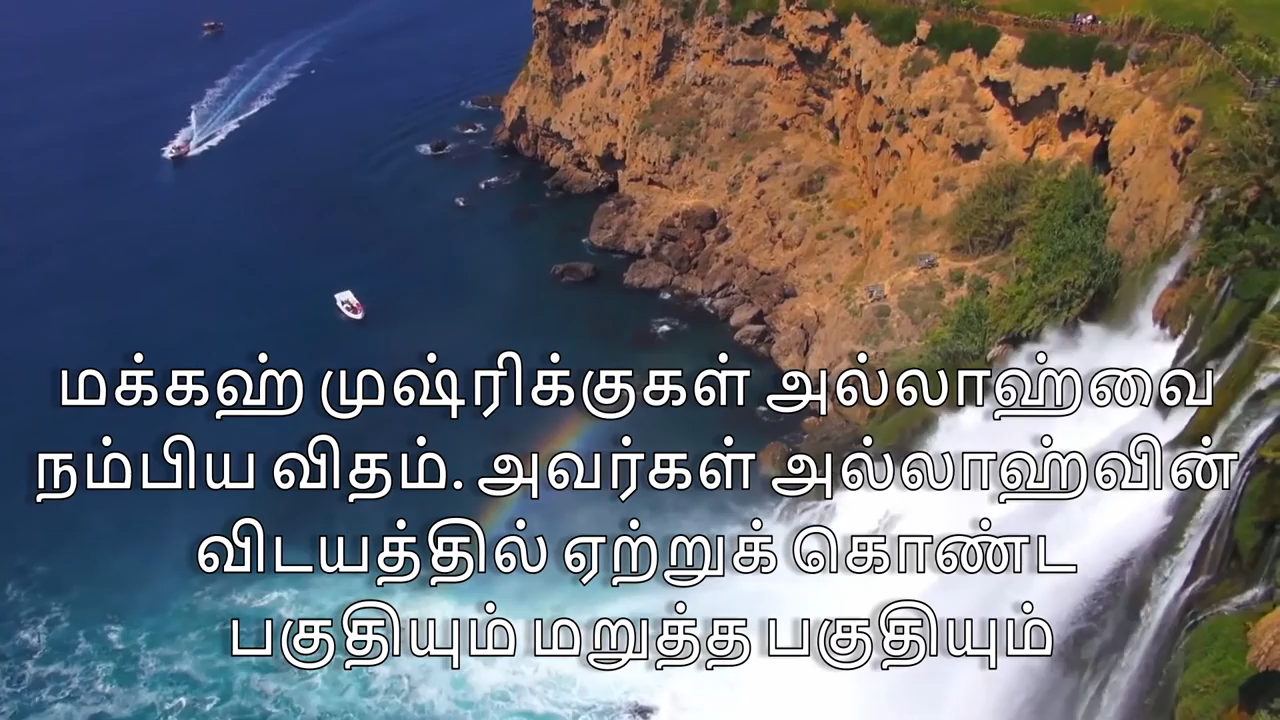 மக்கஹ் முஷ்ரிக்குகள் அல்லாஹ்வை
நம்பிய விதம். அவர்கள் அல்லாஹ்வின்
விடயத்தில் ஏற்றுக் கொண்ட
பகுதியும் மறுத்த பகுதியும்